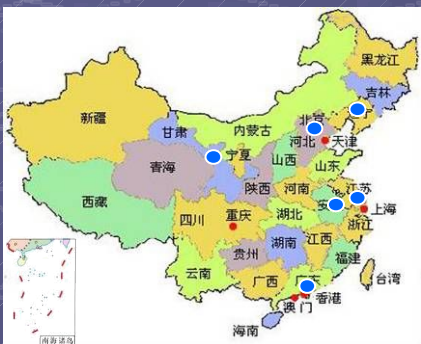 黑龙江
吉林
内蒙古
新疆
甘肃
北京
天津
河北
宁夏
山西
山东
青海
陕西
河南
江苏
西藏
上海
四川
重庆
湖北
浙江
湖南
江西
贵州
福建
云南
广西
台湾
香港
澳门
海南
南海诸岛